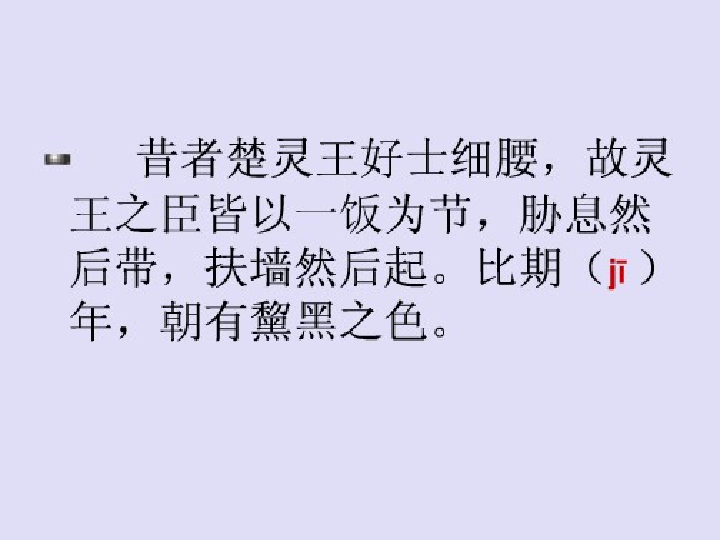 昔者楚灵王好士细腰，故灵
王之臣皆以一饭为节，胁息然
后带，扶墙然后起。比期（jī）
年，朝有黧黑之色。